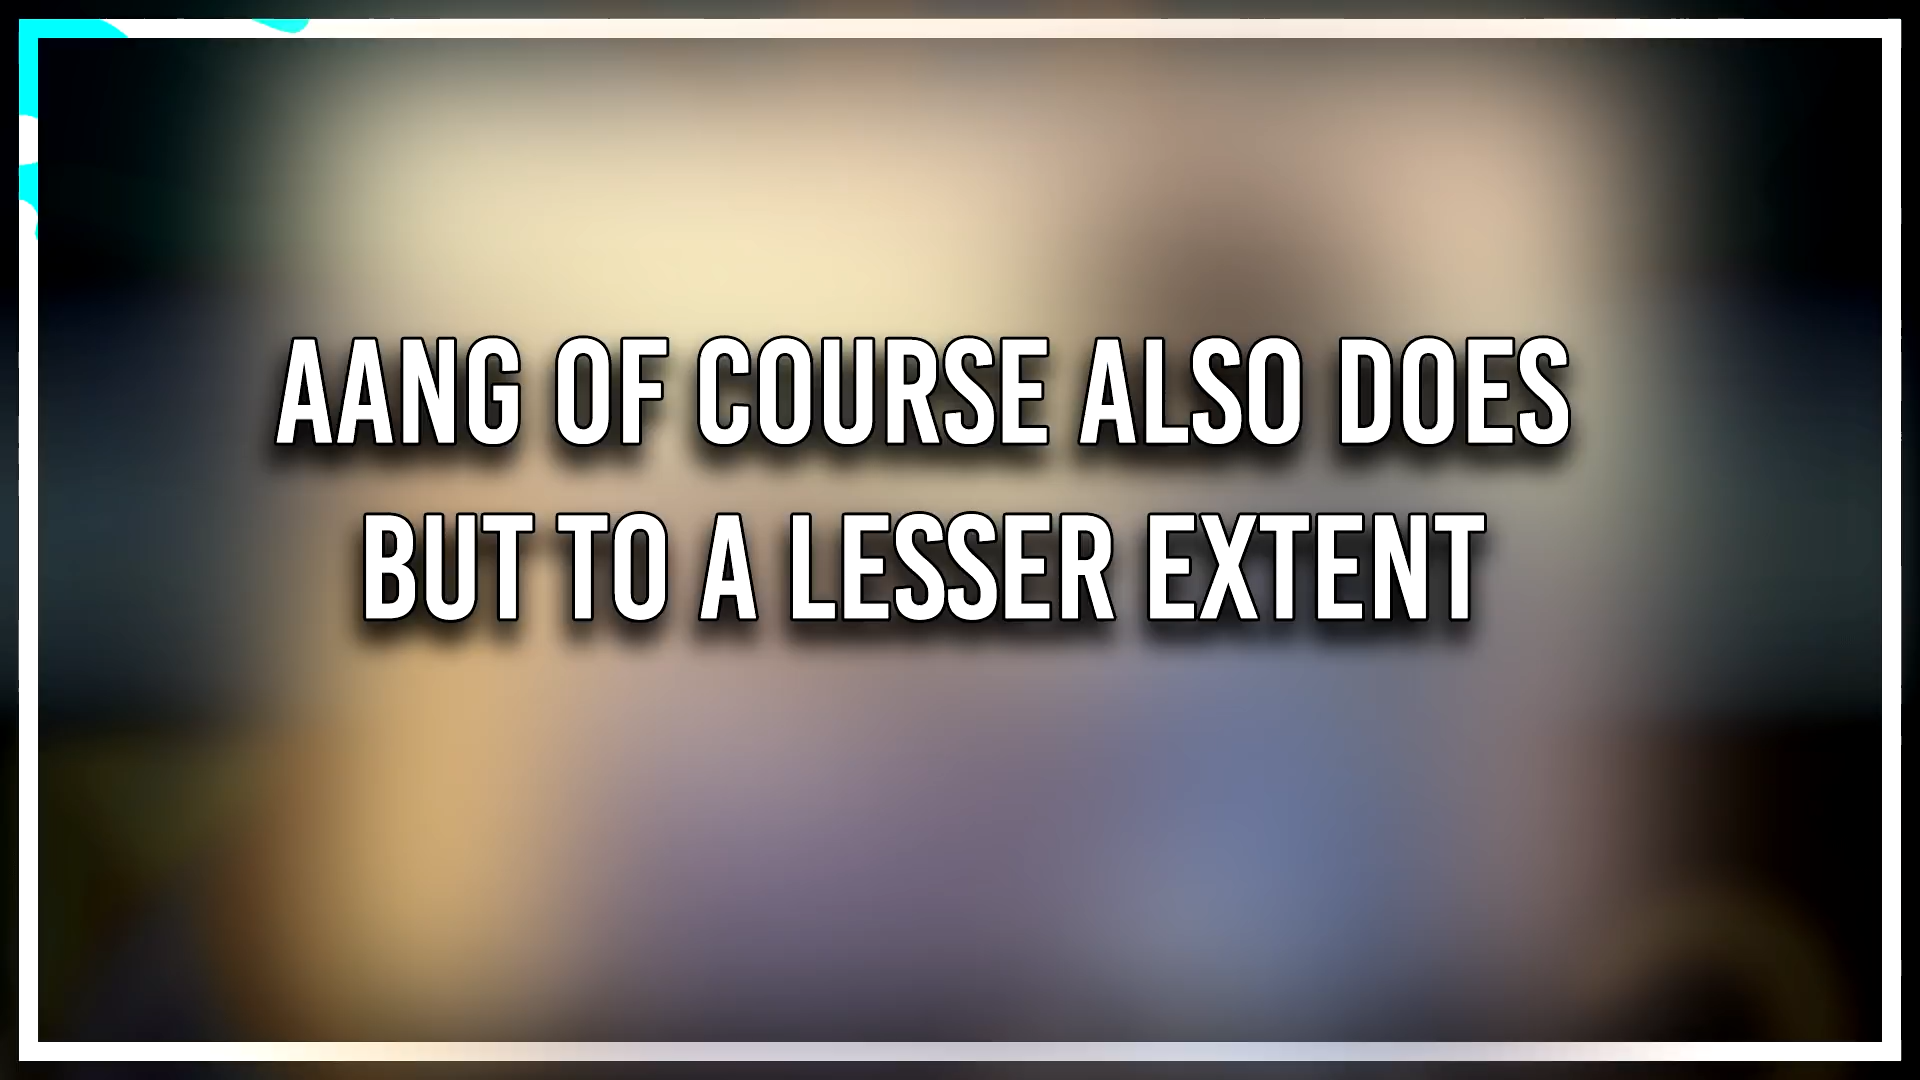 AANG OF COURSE ALSO DOES
BUT TO A LESSER EXTENT